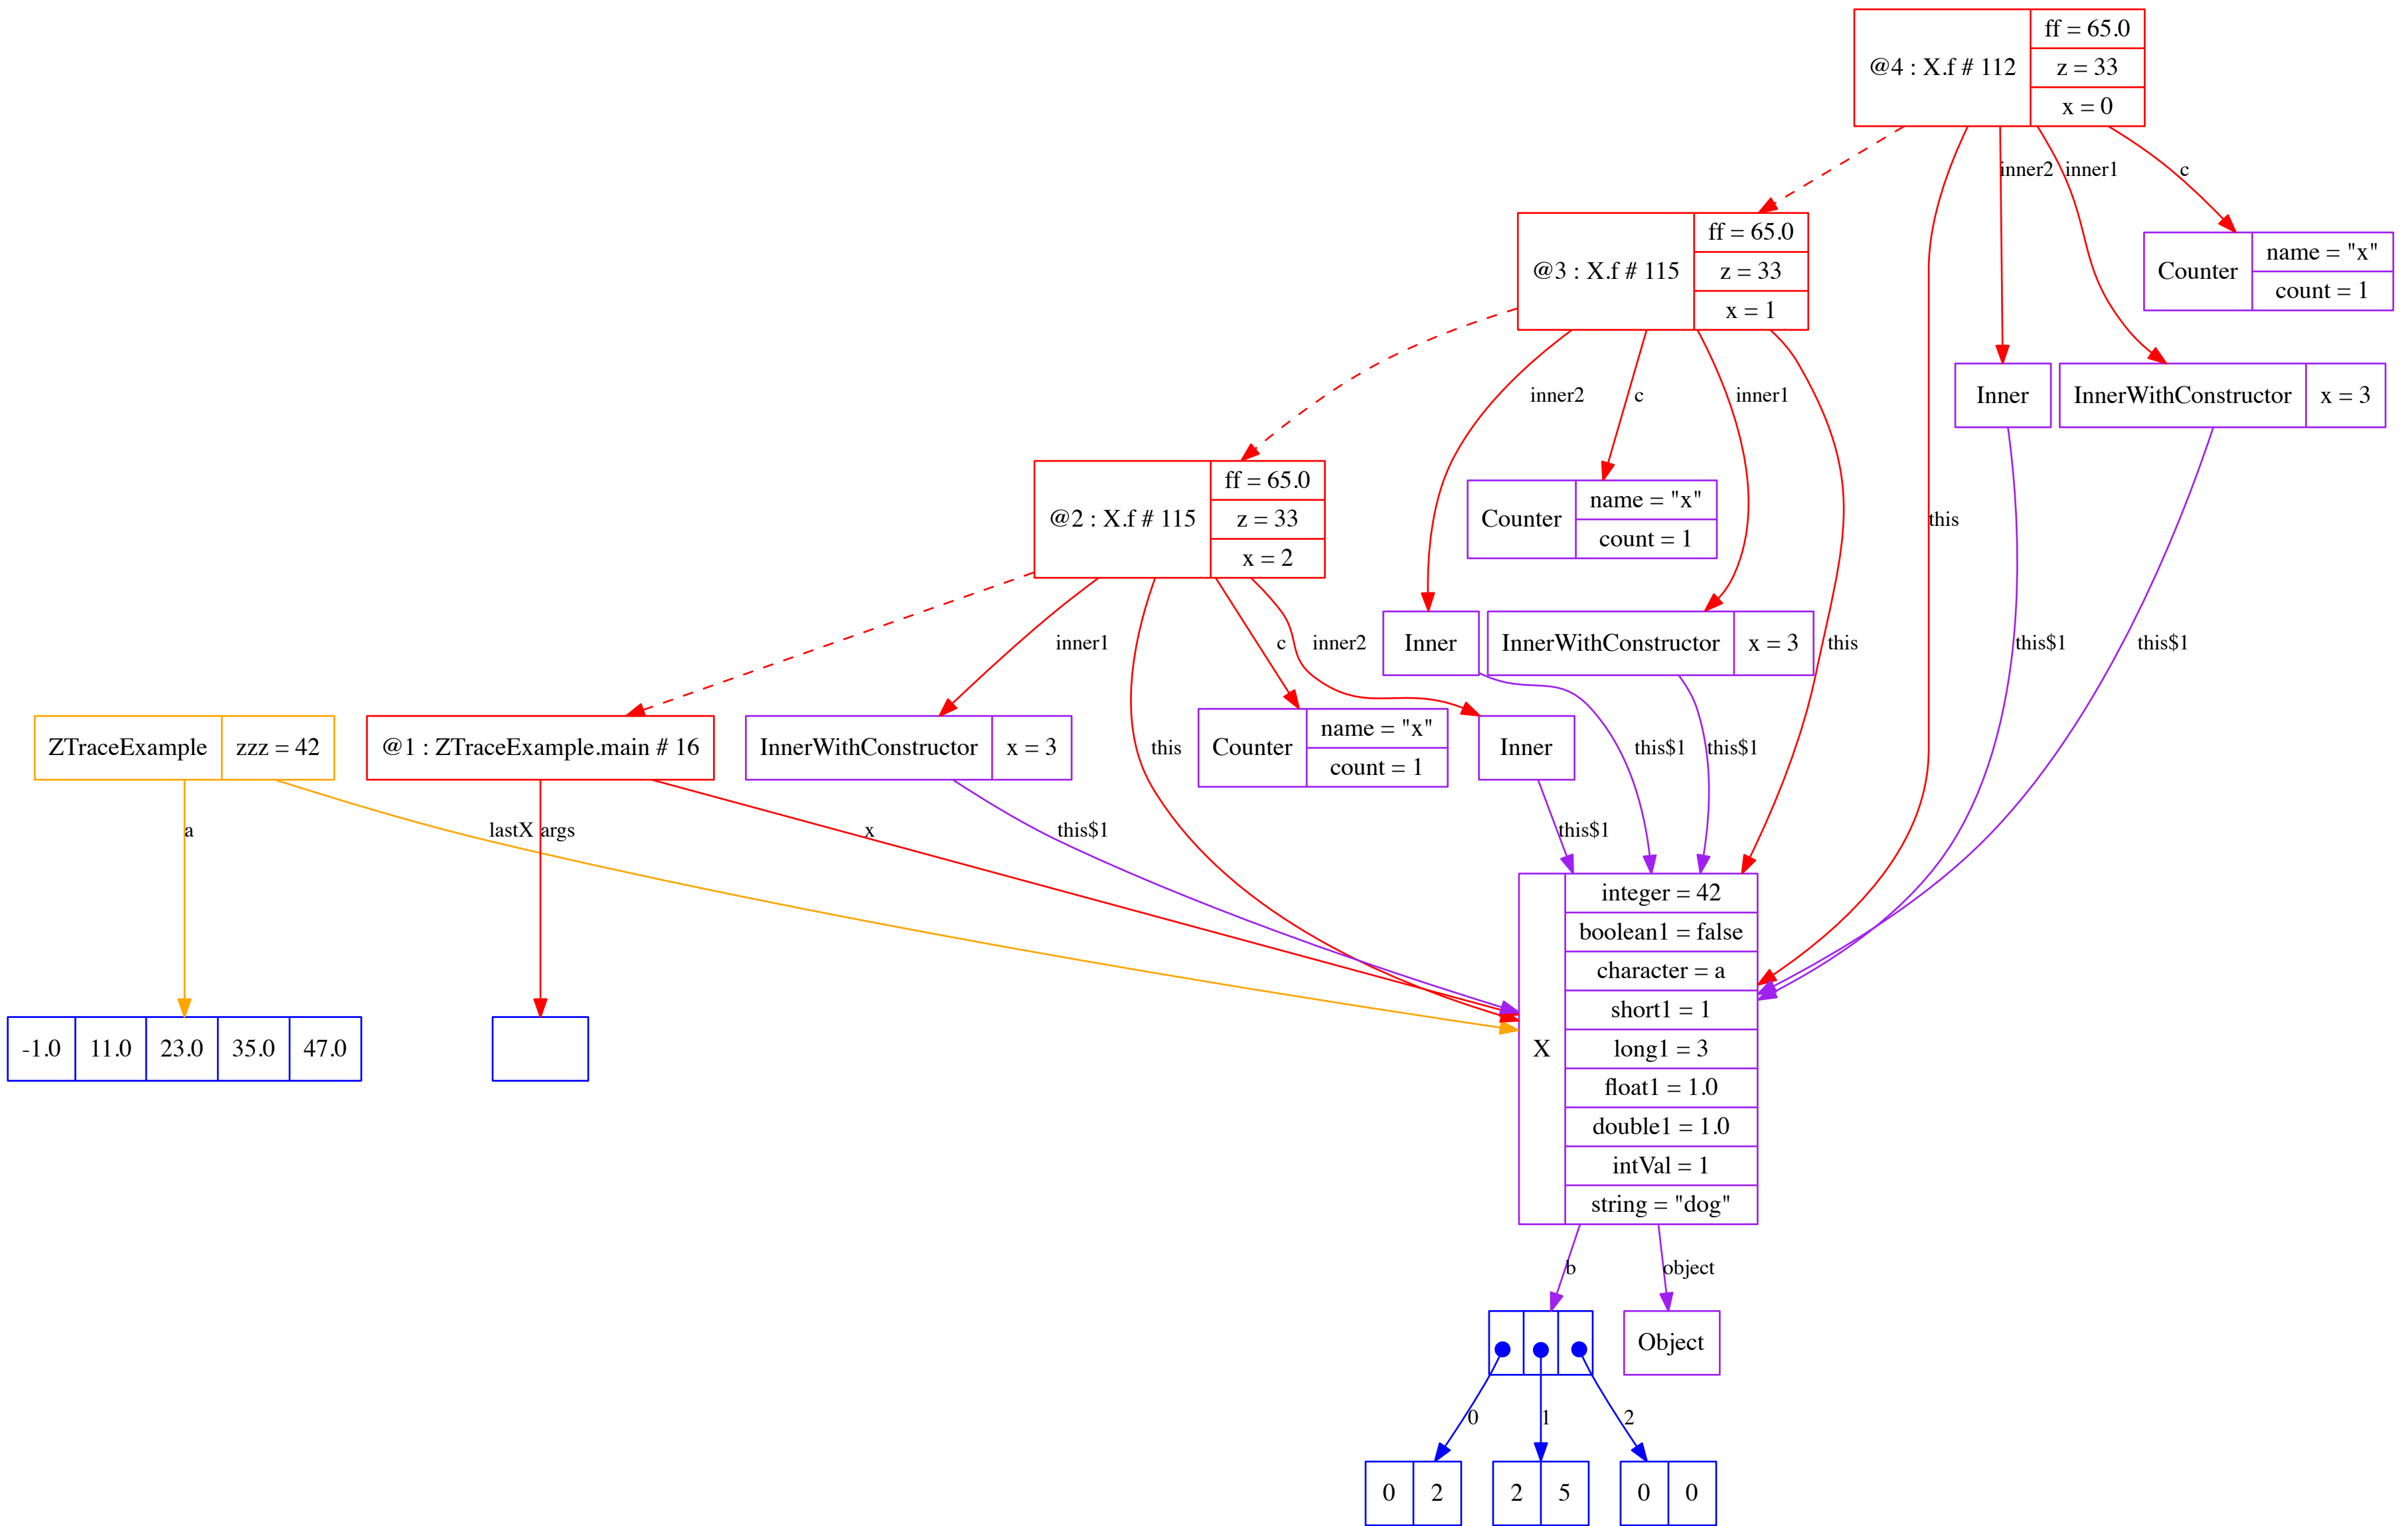 @4 : X.f # 112
ff = 65.0
z = 33
x = 0
inner2
inner1
c
@3 : X.f # 115
ff = 65.0
z = 33
x = 1
Counter
name = "x"
count = 1
Inner
InnerWithConstructor
x = 3
inner2
c
inner1
@2 : X.f # 115
ff = 65.0
z = 33
x = 2
Counter
name = "x"
count = 1
this
Inner
InnerWithConstructor
x = 3
this
this$1
this$1
inner1
c
inner2
ZTraceExample
zzz = 42
@1 : ZTraceExample.main # 16
InnerWithConstructor
x = 3
this
Counter
name = "x"
count = 1
Inner
this$1
this$1
a
lastX
args
x
this$1
this$1
-1.0
11.0
23.0
35.0
47.0
X
integer = 42
boolean1 = false
character = a
short1 = 1
long1 = 3
float1 = 1.0
double1 = 1.0
intVal = 1
string = "dog"
b
object
Object
0
1
2
0
2
2
5
0
0